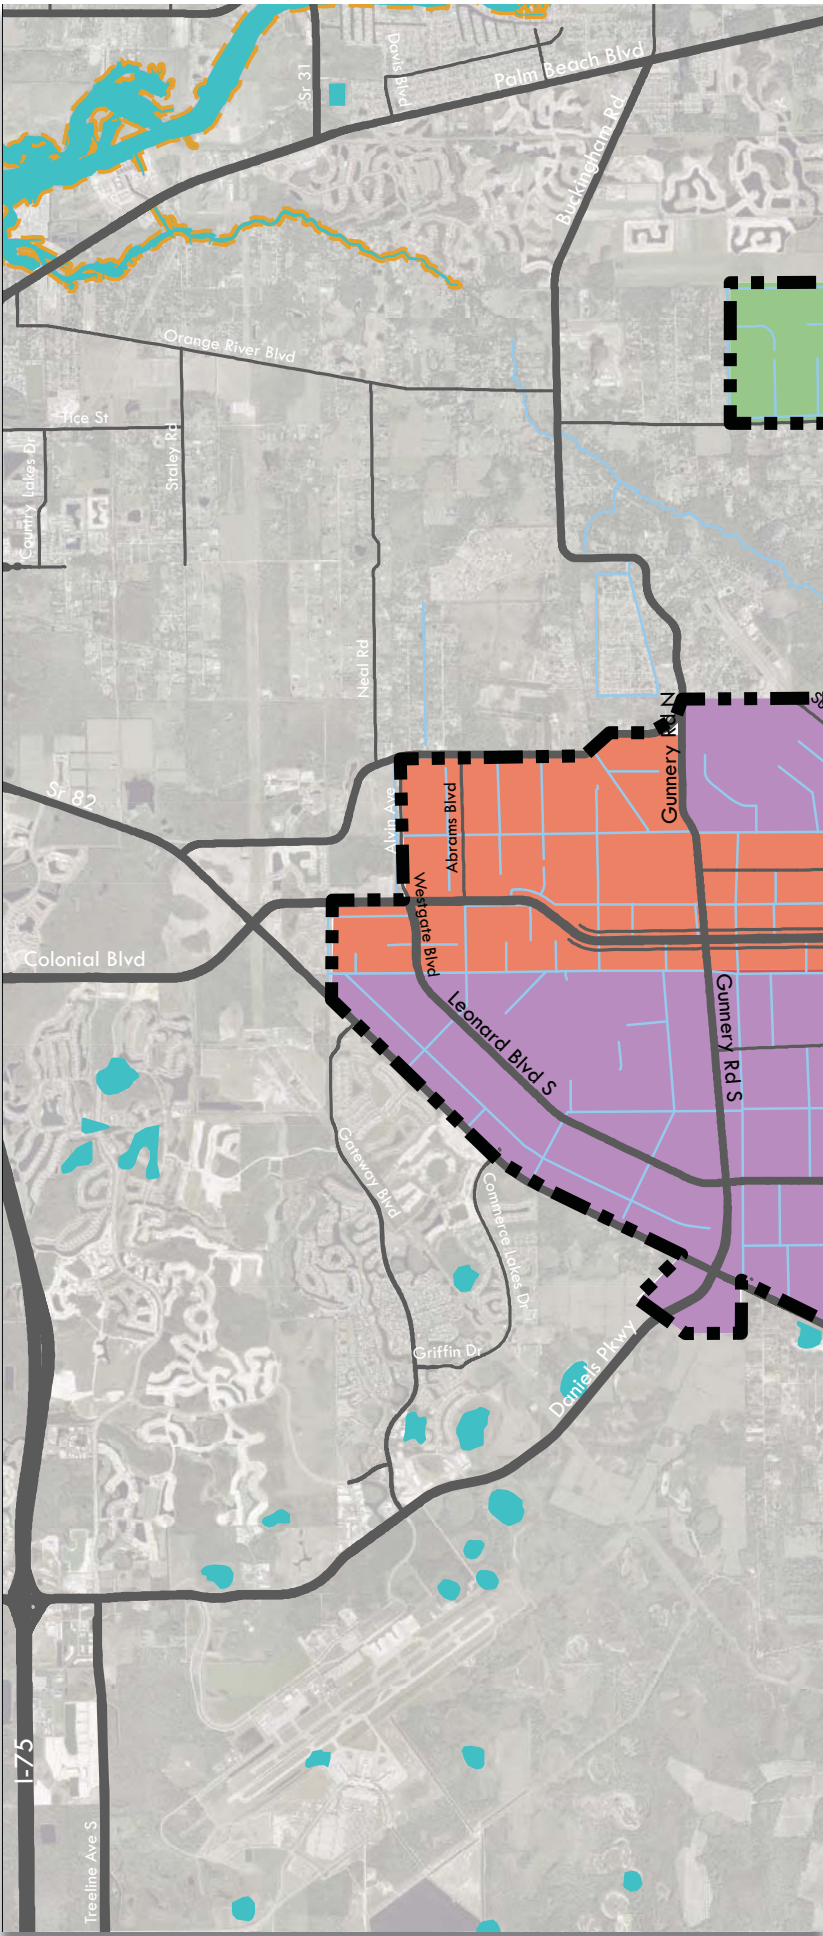 Davis Blvd
Palm Beach Blvd
Sr 31
Buckingham Rd
Orange River Blvd
Tice St
Staley Rd
Country Lakes Dr
Neal Rd
Gunnery Rd N
Sr 82
Alvin Ave
Abrams Blvd
Westgate Blvd
Colonial Blvd
Leonard Blvd S
Gunnery Rd S
Gateway Blvd
Commerce Lakes Dr
Griffin Dr
Daniels Pkwy
I-75
Treeline Ave S